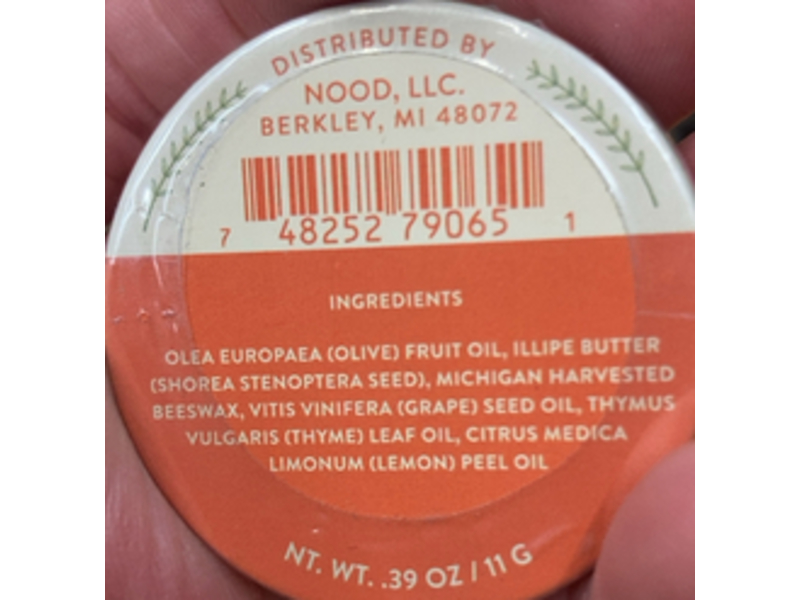 DISTRIBUTED BY
NOOD, LLC.
BERKLEY, MI 48072
7 48252 79065 1
INGREDIENTS
OLEA EUROPAEA (OLIVE) FRUIT OIL, ILLIPE BUTTER
(SHOREA STENOPTERA SEED), MICHIGAN HARVESTED
BEESWAX, VITIS VINIFERA (GRAPE) SEED OIL, THYMUS
VULGARIS (THYME) LEAF OIL, CITRUS MEDICA
LIMONUM (LEMON) PEEL OIL
NT. WT. .39 OZ / 11 G